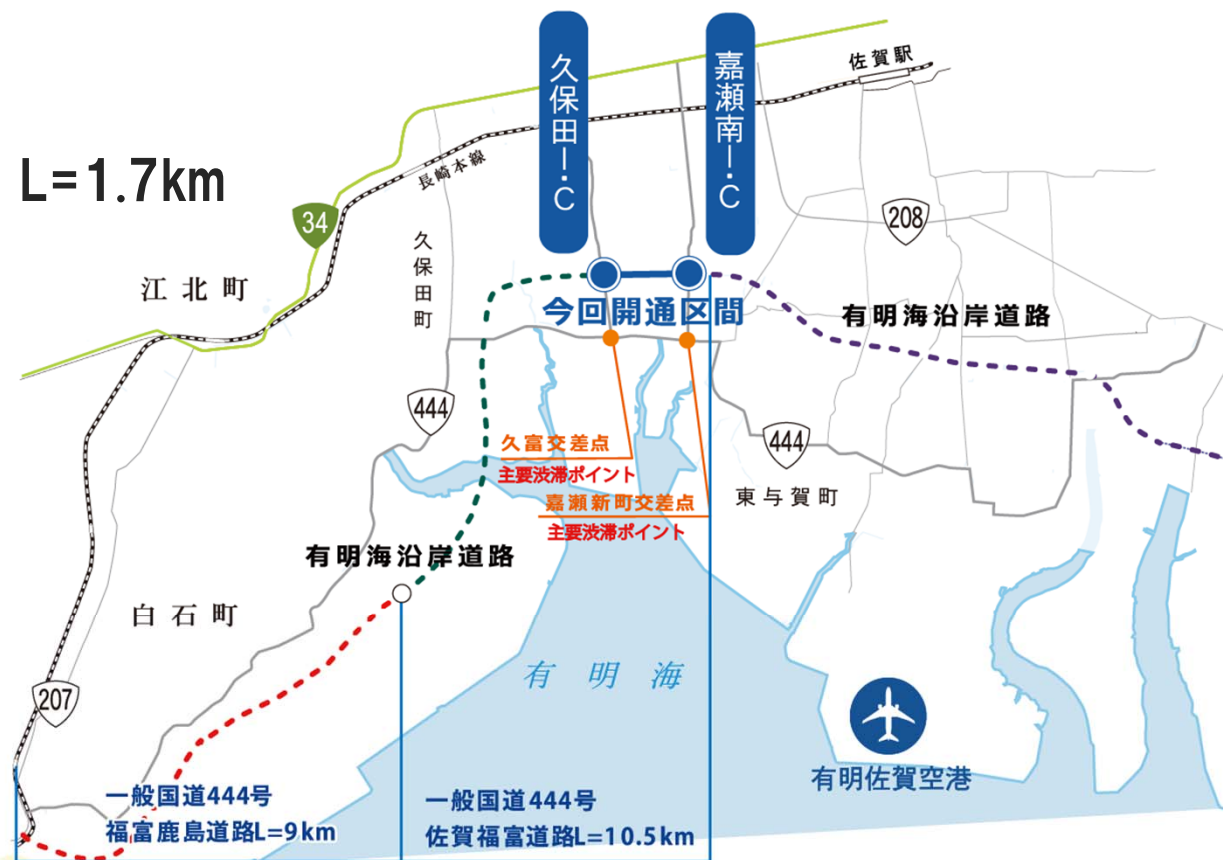 久保田I.C
嘉瀬南I.C
佐賀駅
L=1.7km
長崎本線
34
208
久保田町
江北町
今回開通区間
有明海沿岸道路
444
久富交差点
主要渋滞ポイント
444
嘉瀬新町交差点
東与賀町
主要渋滞ポイント
有明海沿岸道路
白石町
有明海
207
有明佐賀空港
一般国道444号
福富鹿島道路L=9km
一般国道444号
佐賀福富道路L=10.5km